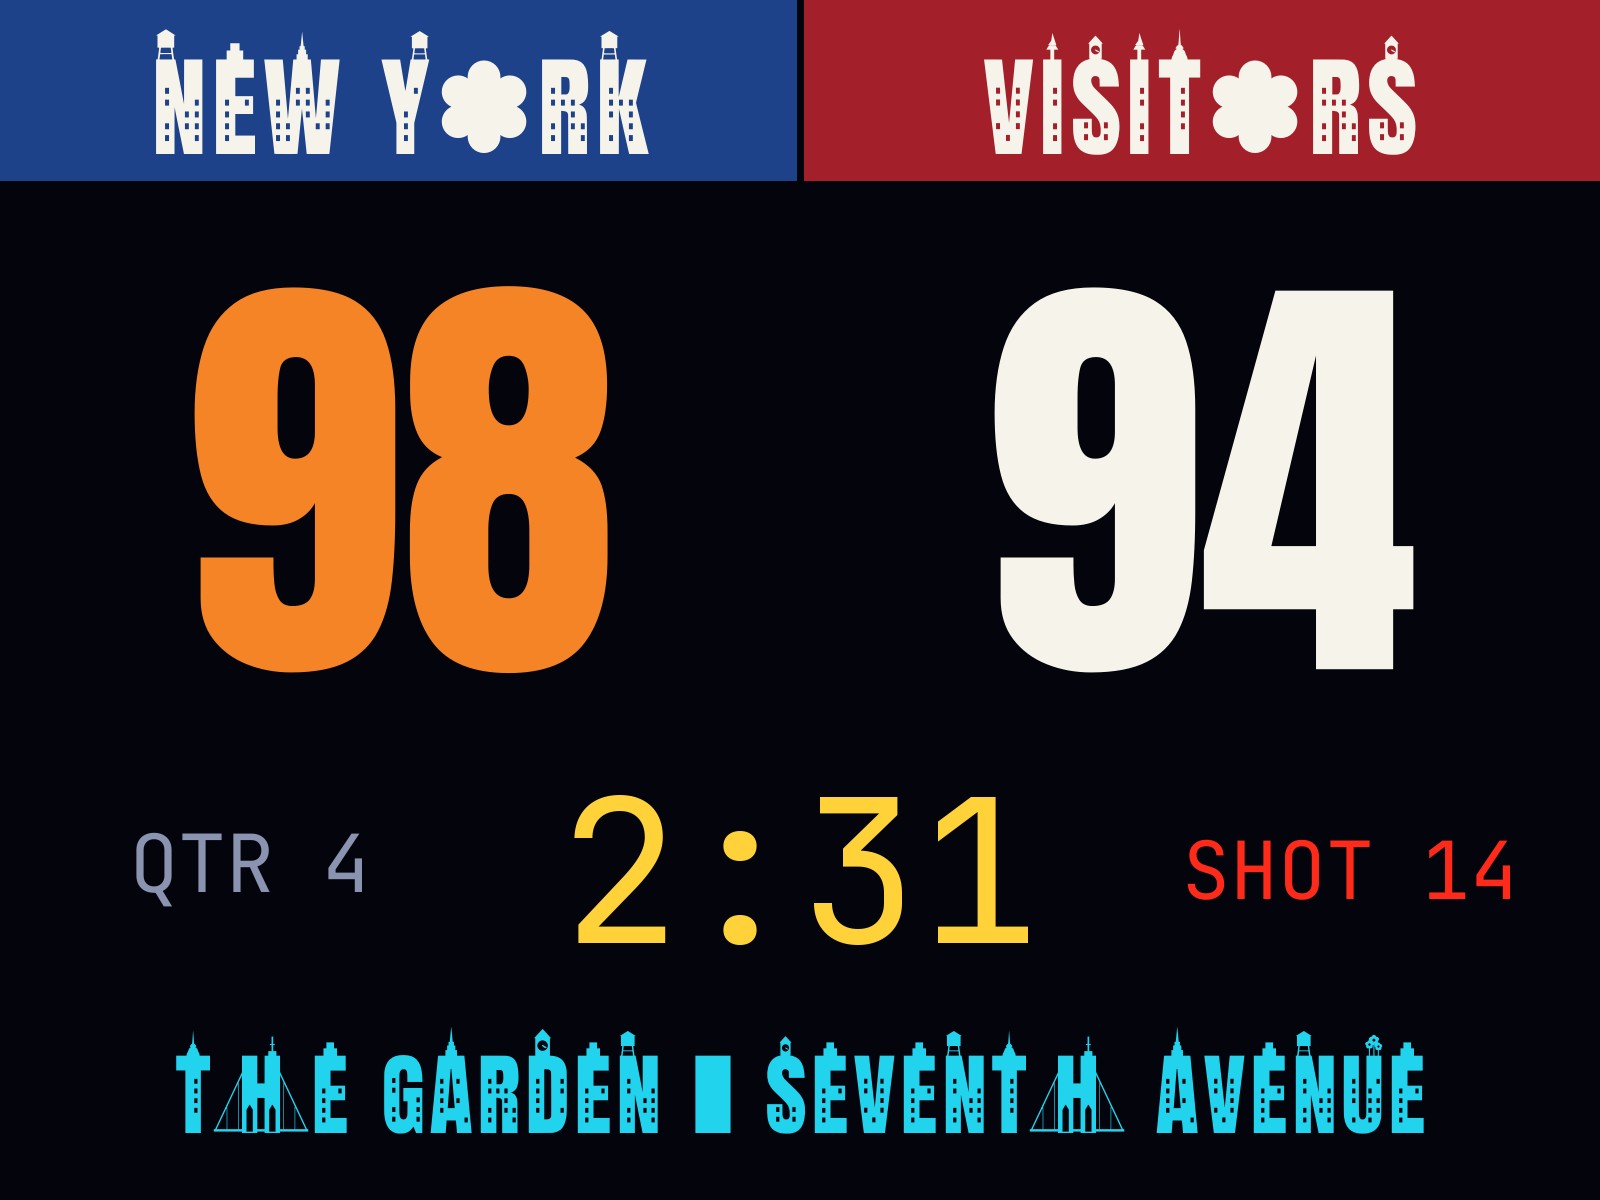 NEW YORK
VISITORS
98
94
QTR 4
2:31
SHOT 14
THE GARDEN ■ SEVENTH AVENUE